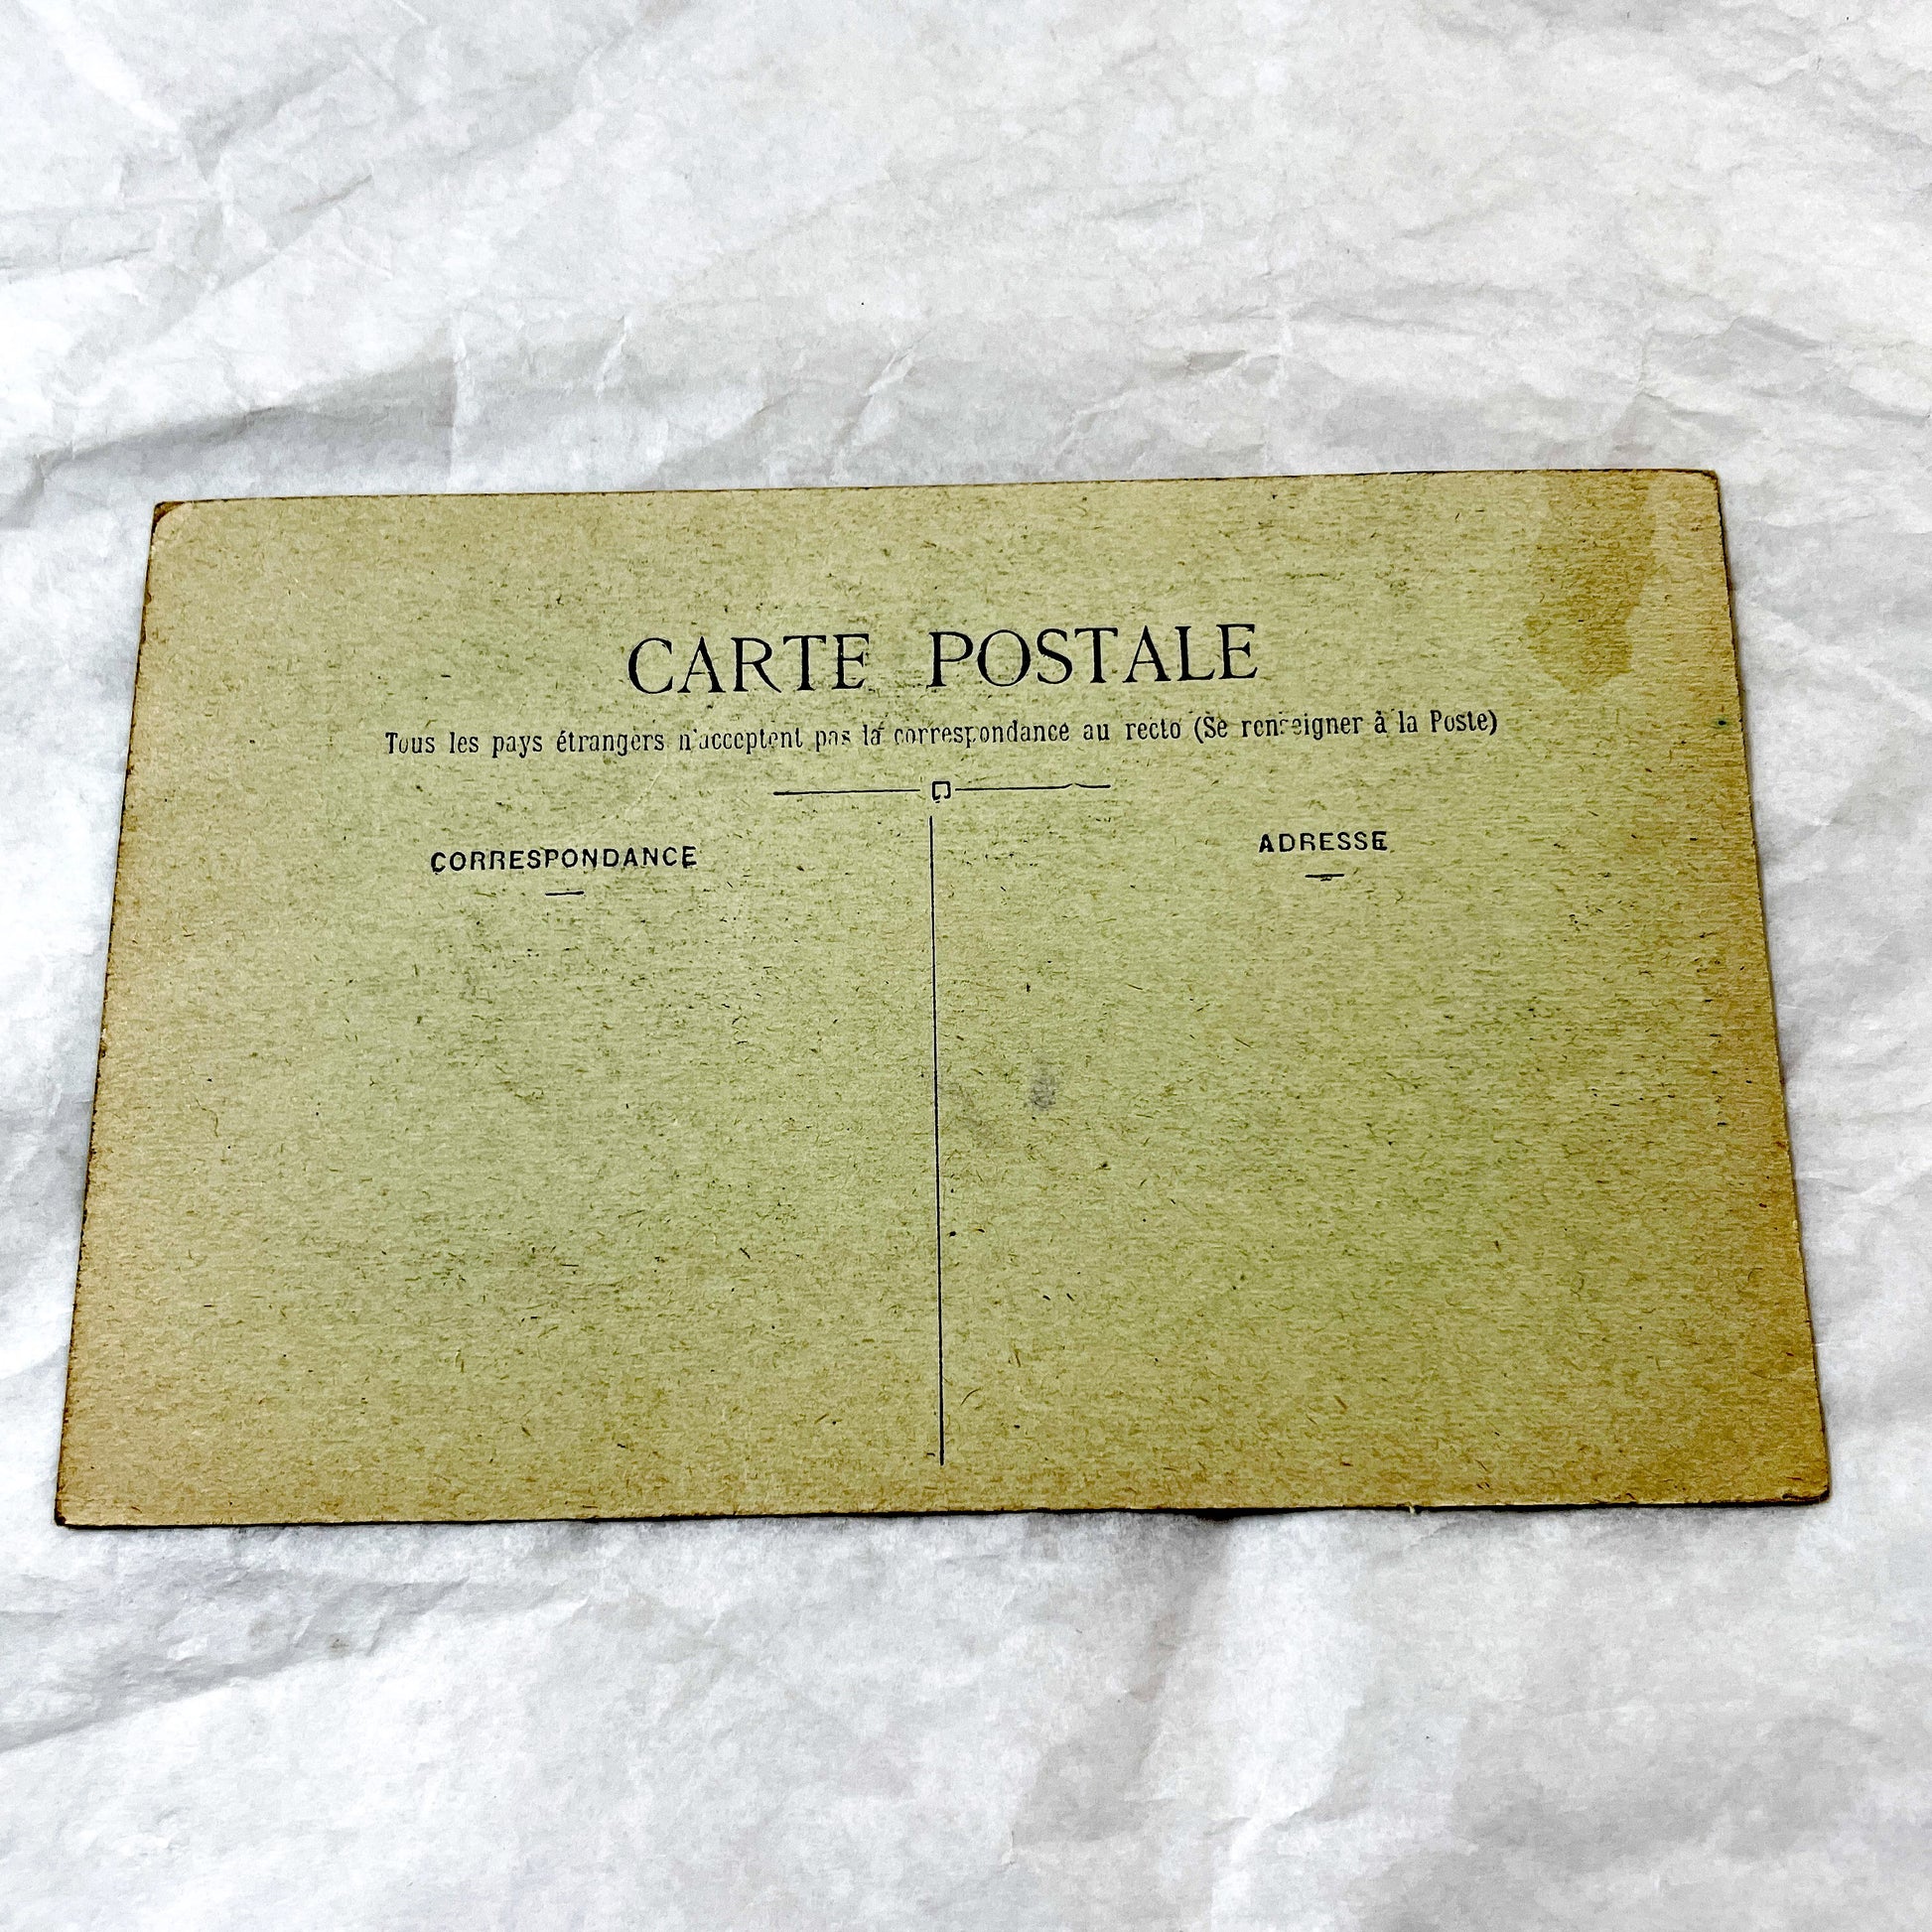 CARTE POSTALE
Tous les pays étrangers n'acceptent pas la correspondance au recto (Se renseigner à la Poste)
CORRESPONDANCE
ADRESSE